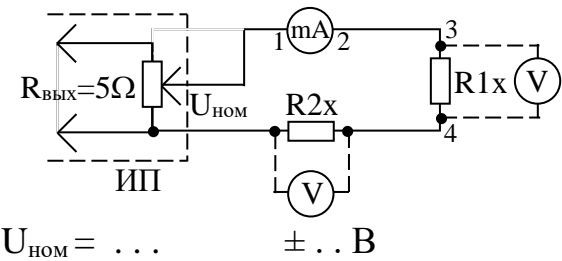 1 mA 2 3
Rвых=5Ω Uном R1x V
R2x 4
ИП V
Uном = . . . ± . . В